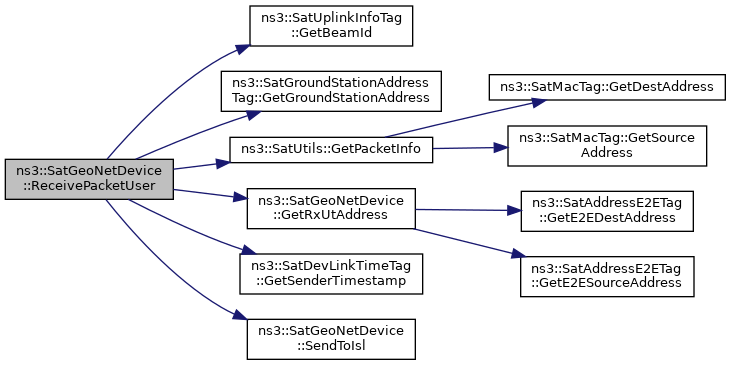 ns3::SatUplinkInfoTag
::GetBeamId
ns3::SatGroundStationAddress
Tag::GetGroundStationAddress
ns3::SatMacTag::GetDestAddress
ns3::SatUtils::GetPacketInfo
ns3::SatMacTag::GetSource
Address
ns3::SatGeoNetDevice
::ReceivePacketUser
ns3::SatGeoNetDevice
::GetRxUtAddress
ns3::SatAddressE2ETag
::GetE2EDestAddress
ns3::SatDevLinkTimeTag
::GetSenderTimestamp
ns3::SatAddressE2ETag
::GetE2ESourceAddress
ns3::SatGeoNetDevice
::SendToIsl